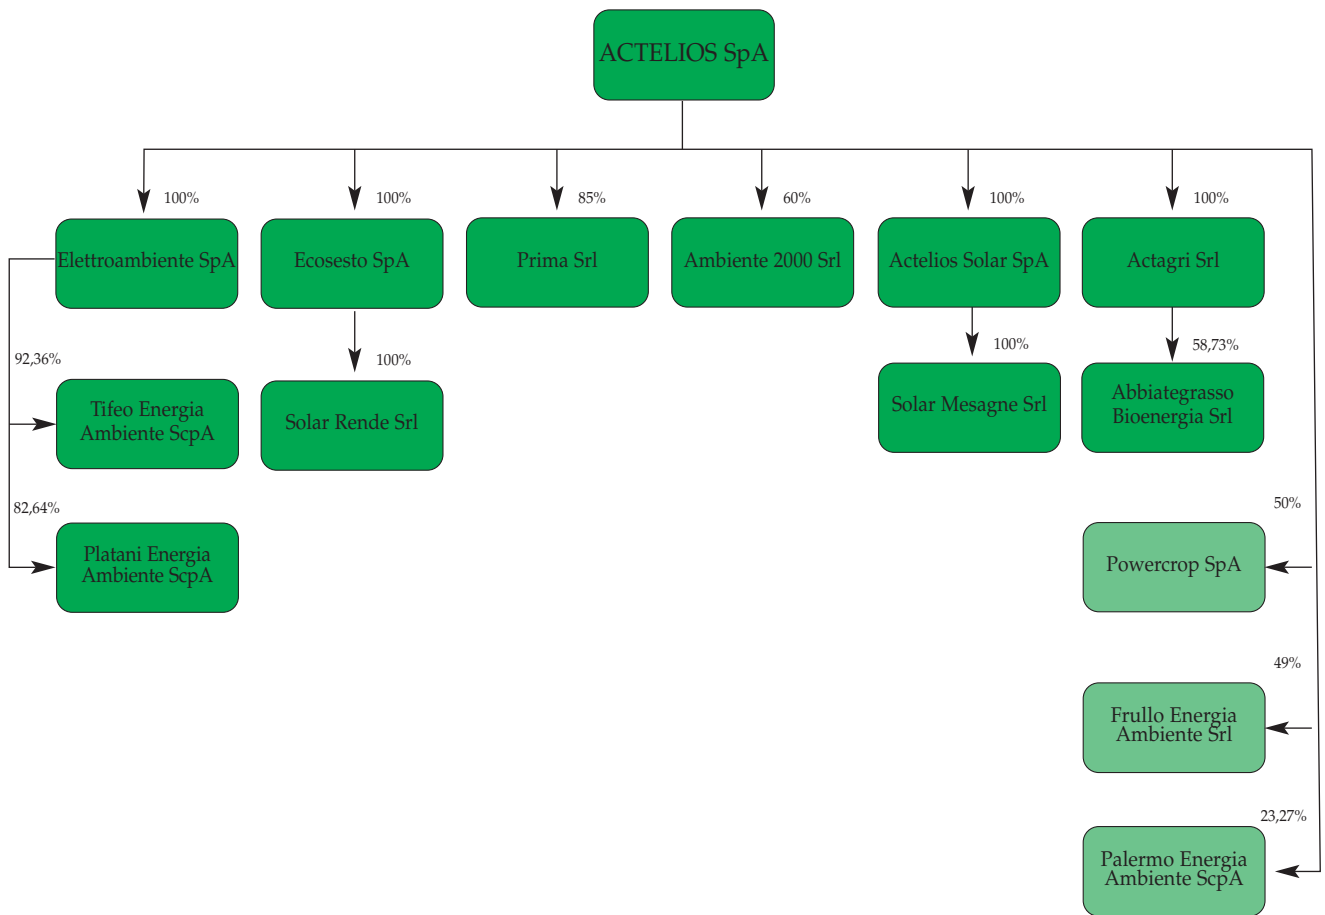 ACTELIOS SpA
100%
100%
85%
60%
100%
100%
Elettroambiente SpA
Ecosesto SpA
Prima Srl
Ambiente 2000 Srl
Actelios Solar SpA
Actagri Srl
92,36%
100%
100%
58,73%
Tifeo Energia
Ambiente ScpA
Solar Rende Srl
Solar Mesagne Srl
Abbiategrasso
Bioenergia Srl
82,64%
50%
Platani Energia
Ambiente ScpA
Powercrop SpA
49%
Frullo Energia
Ambiente Srl
23,27%
Palermo Energia
Ambiente ScpA